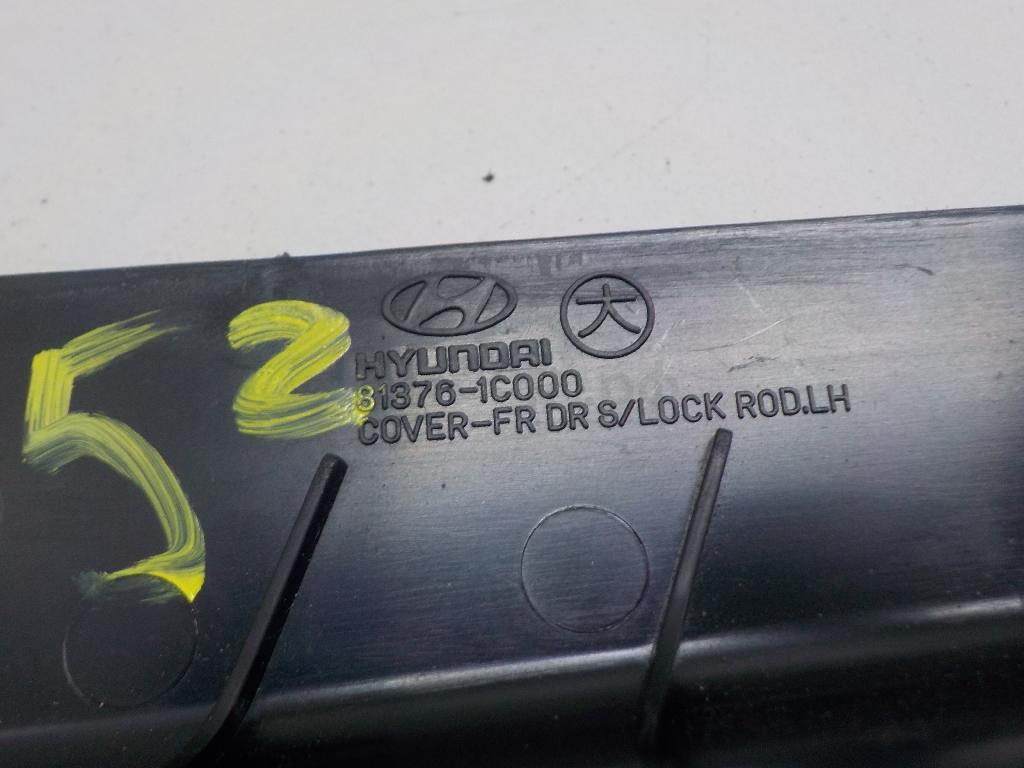 52
大
HYUNDAI
81376-1C000
COVER-FR DR S/LOCK ROD.LH